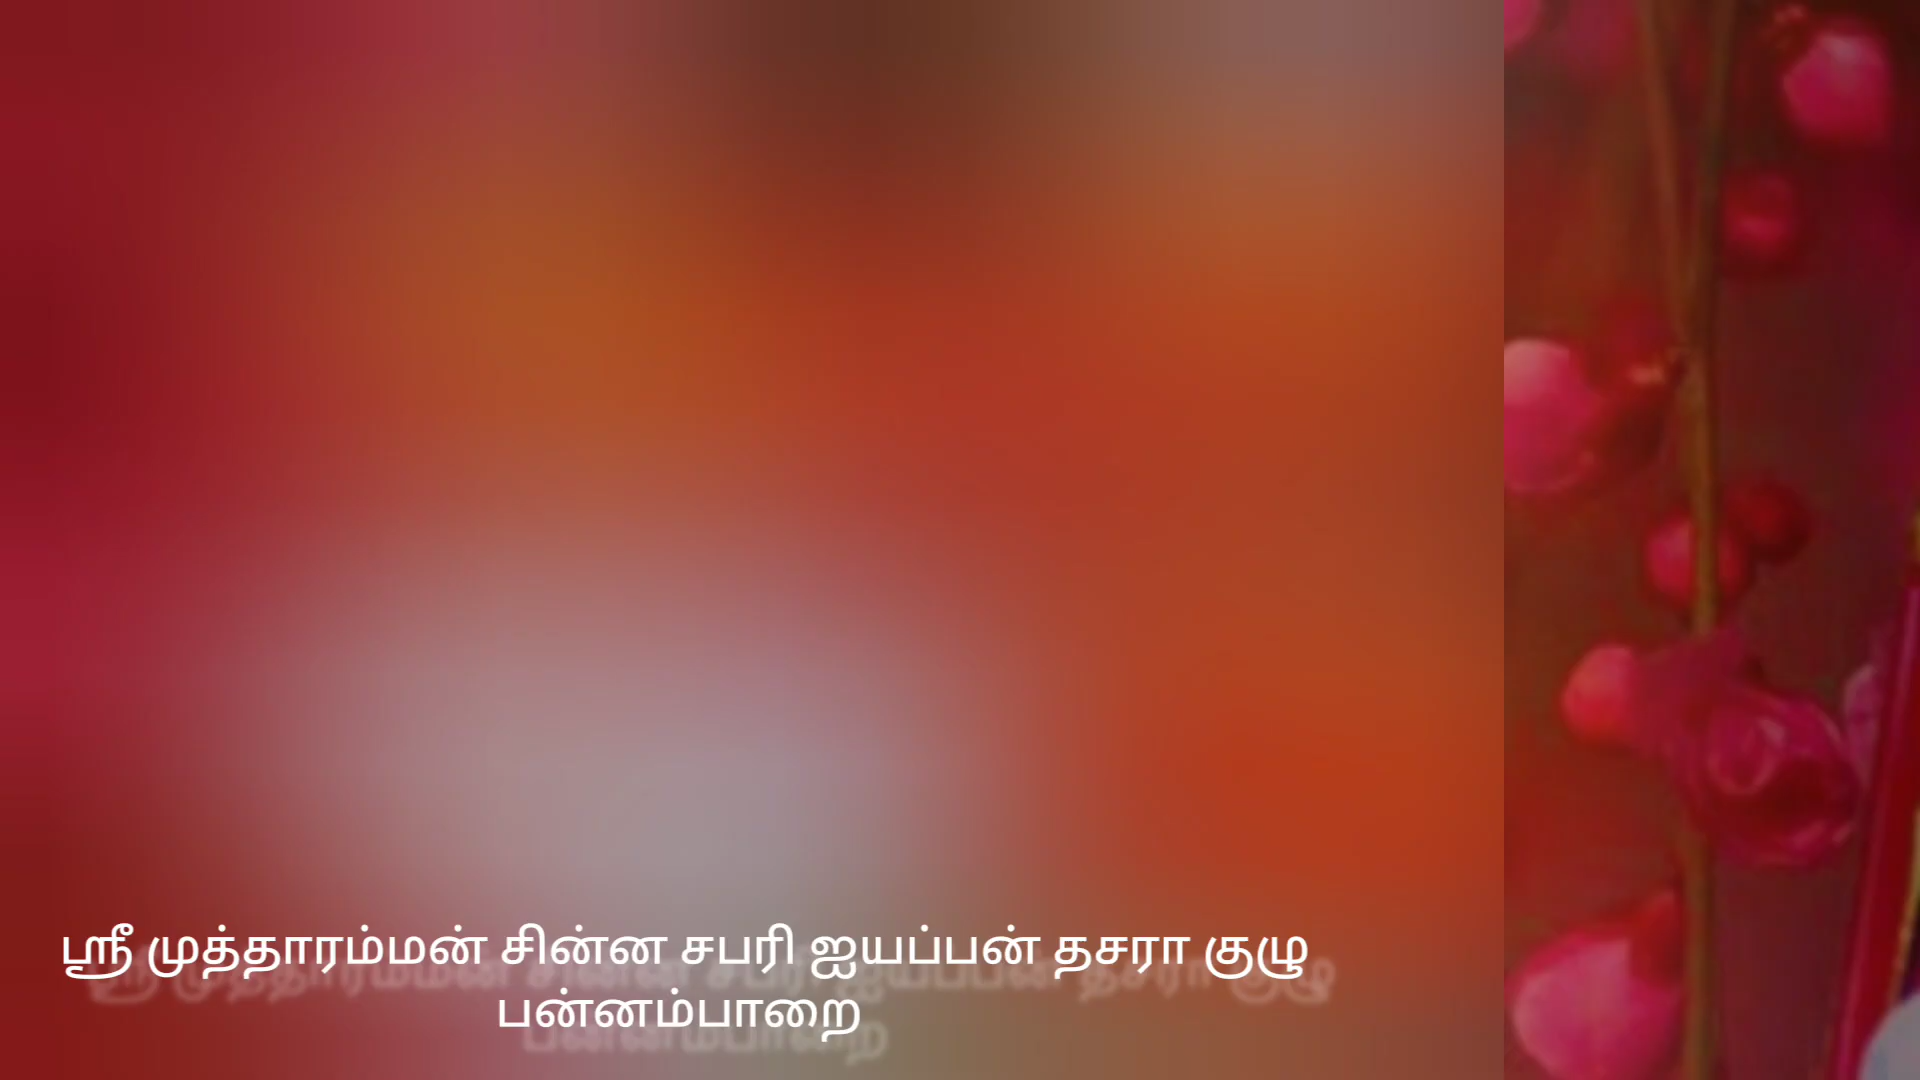 ஸ்ரீ முத்தாரம்மன் சின்ன சபரி ஐயப்பன் தசரா குழு
பன்னம்பாறை